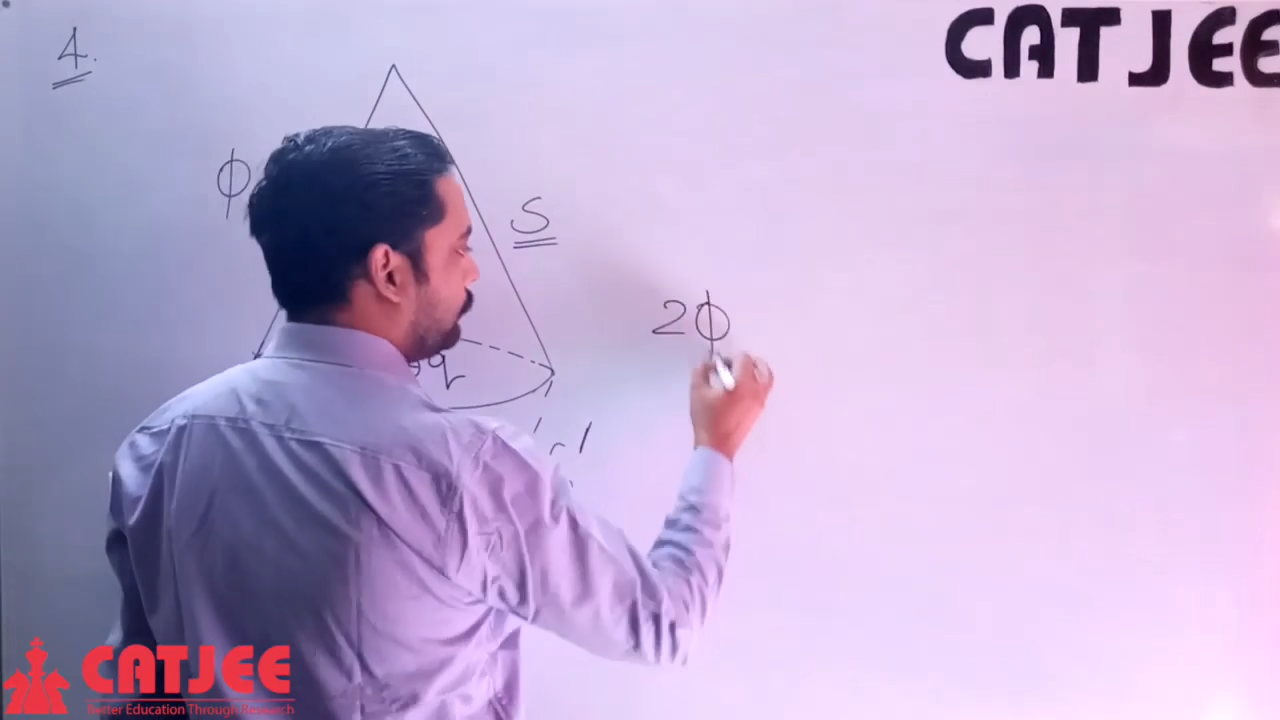 4.
CATJEE
ϕ
S
2ϕ
q
CATJEE
Better Education Through Research